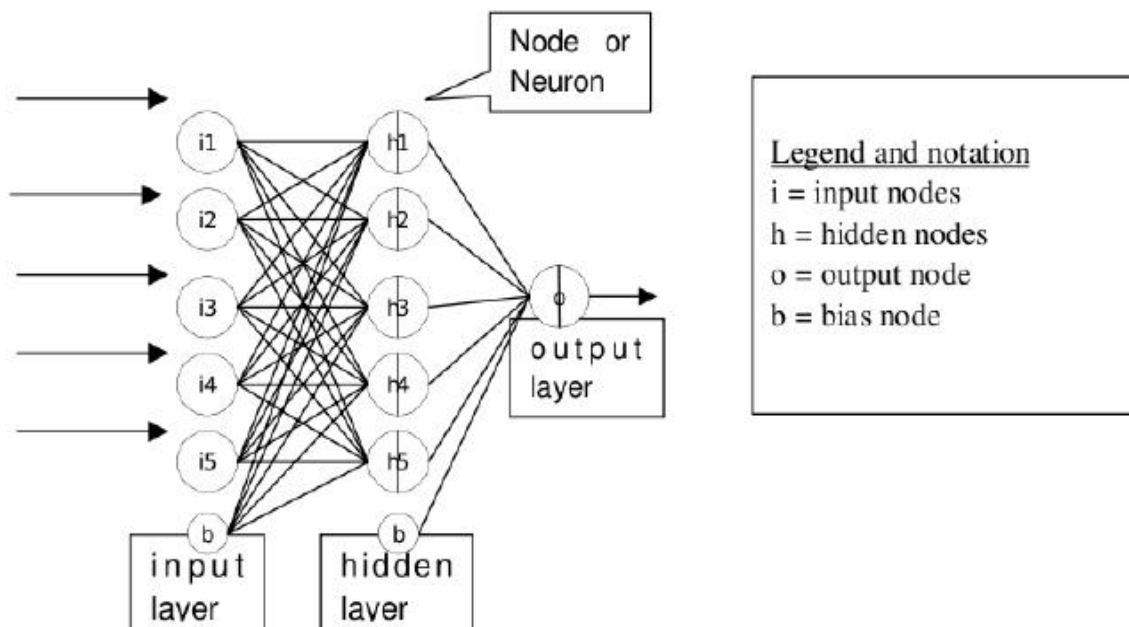 Node or
Neuron
i1
h1
i2
h2
i3
h3
o
i4
h4
output
layer
i5
h5
b
b
input
layer
hidden
layer
Legend and notation
i = input nodes
h = hidden nodes
o = output node
b = bias node